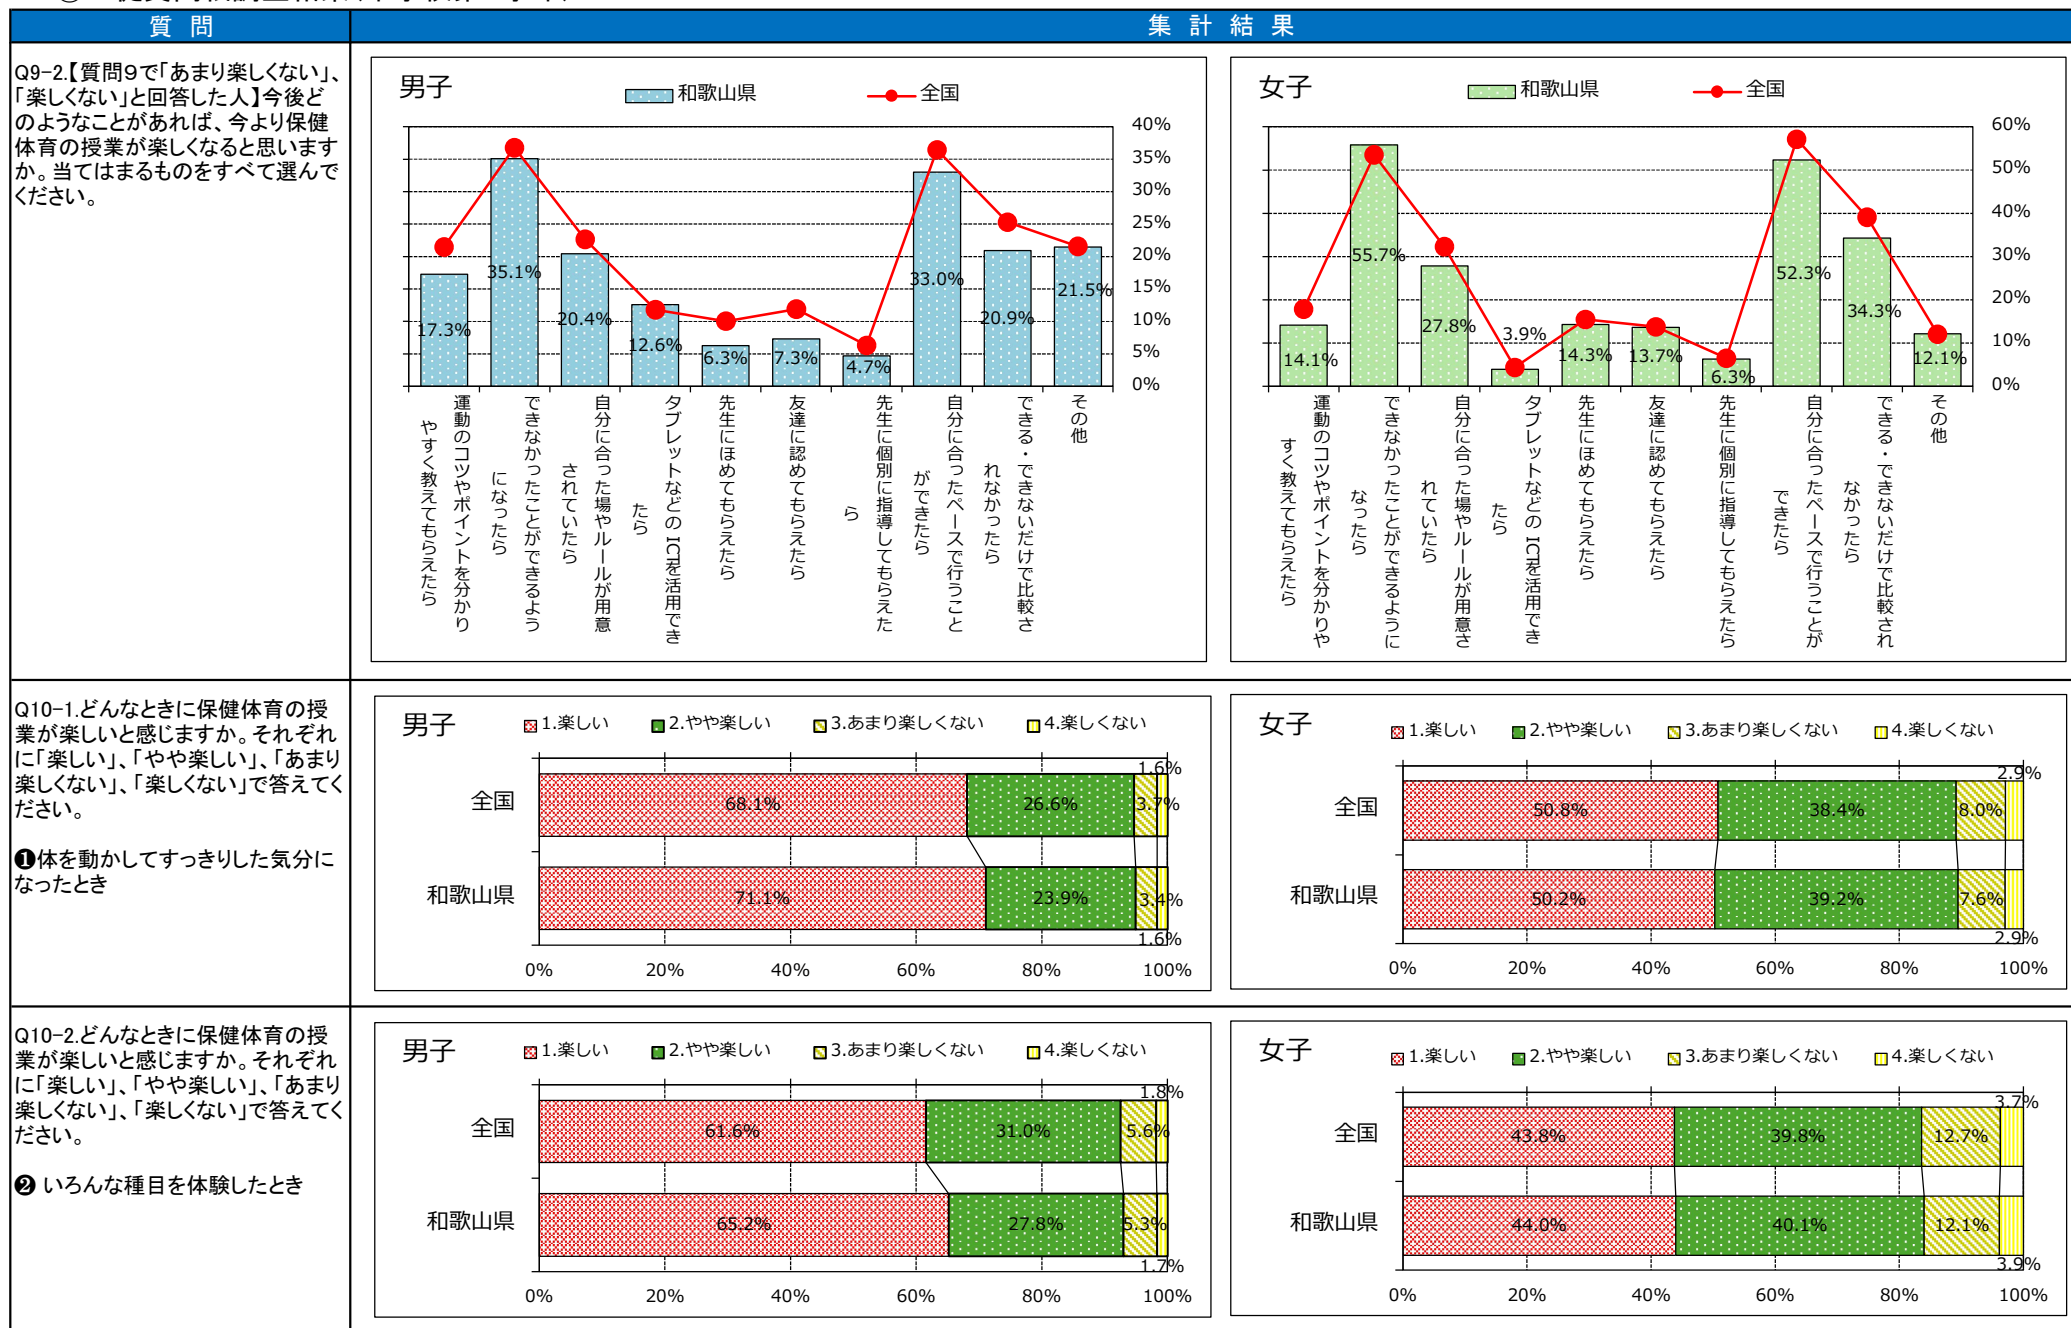 質 問
集 計 結 果
Q9-2.【質問9で「あまり楽しくない」、
「楽しくない」と回答した人】今後ど
のようなことがあれば、今より保健
体育の授業が楽しくなると思います
か。当てはまるものをすべて選んで
ください。
男子
和歌山県
全国
40%
35%
30%
25%
20%
15%
10%
5%
0%
17.3%
35.1%
20.4%
12.6%
6.3%
7.3%
4.7%
33.0%
20.9%
21.5%
運動のコツやポイントを分かり
やすく教えてもらえたら
できなかったことができるよう
になったら
自分に合った場やルールが用意
されていたら
タブレットなどのICTを活用でき
たら
先生にほめてもらえたら
友達に認めてもらえたら
先生に個別に指導してもらえた
ら
自分に合ったペースで行うこと
ができたら
できる・できないだけで比較さ
れなかったら
その他
女子
和歌山県
全国
60%
50%
40%
30%
20%
10%
0%
14.1%
55.7%
27.8%
3.9%
14.3%
13.7%
6.3%
52.3%
34.3%
12.1%
運動のコツやポイントを分かりや
すく教えてもらえたら
できなかったことができるように
なったら
自分に合った場やルールが用意さ
れていたら
タブレットなどのICTを活用でき
たら
先生にほめてもらえたら
友達に認めてもらえたら
先生に個別に指導してもらえたら
自分に合ったペースで行うことが
できたら
できる・できないだけで比較され
なかったら
その他
Q10-1.どんなときに保健体育の授
業が楽しいと感じますか。それぞれ
に「楽しい」、「やや楽しい」、「あまり
楽しくない」、「楽しくない」で答えてく
ださい。
❶体を動かしてすっきりした気分に
なったとき
男子
1.楽しい 2.やや楽しい 3.あまり楽しくない 4.楽しくない
全国
68.1% 26.6% 3.7% 1.6%
和歌山県
71.1% 23.9% 3.4% 1.6%
0% 20% 40% 60% 80% 100%
女子
1.楽しい 2.やや楽しい 3.あまり楽しくない 4.楽しくない
全国
50.8% 38.4% 8.0% 2.9%
和歌山県
50.2% 39.2% 7.6% 2.9%
0% 20% 40% 60% 80% 100%
Q10-2.どんなときに保健体育の授
業が楽しいと感じますか。それぞれ
に「楽しい」、「やや楽しい」、「あまり
楽しくない」、「楽しくない」で答えてく
ださい。
❷ いろんな種目を体験したとき
男子
1.楽しい 2.やや楽しい 3.あまり楽しくない 4.楽しくない
全国
61.6% 31.0% 5.6% 1.8%
和歌山県
65.2% 27.8% 5.3% 1.7%
0% 20% 40% 60% 80% 100%
女子
1.楽しい 2.やや楽しい 3.あまり楽しくない 4.楽しくない
全国
43.8% 39.8% 12.7% 3.7%
和歌山県
44.0% 40.1% 12.1% 3.9%
0% 20% 40% 60% 80% 100%